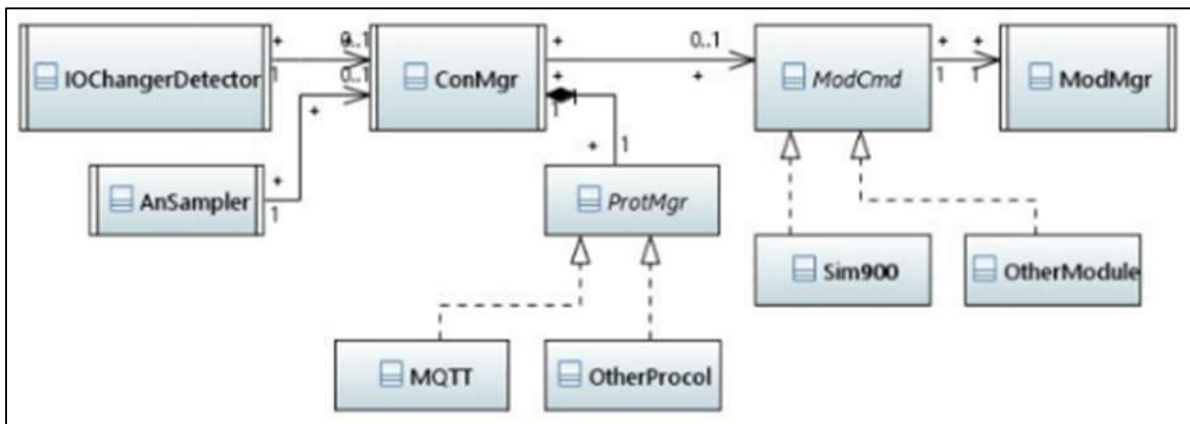 + 0..1
+ 0..1
+ +
IOChangerDetector
ConMgr
ModCmd
ModMgr
1 0..1
+
+
+
1 1
1
AnSampler
+
1
+ 1
ProtMgr
Sim900
OtherModule
MQTT
OtherProcol